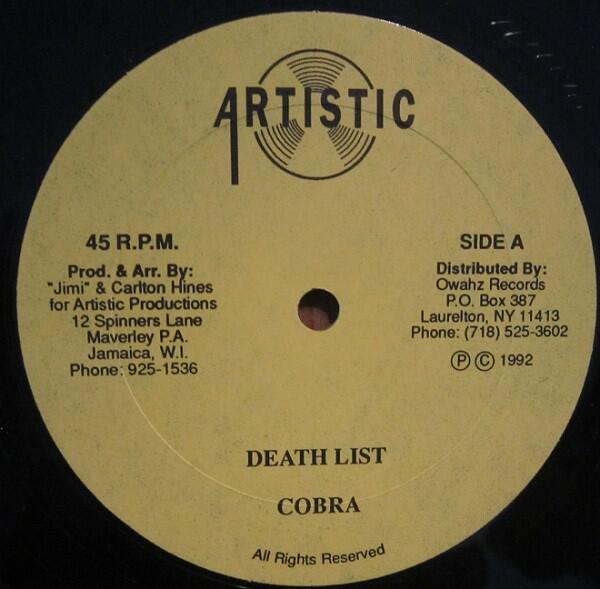 ARTISTIC
45 R.P.M.
Prod. & Arr. By:
"Jimi" & Carlton Hines
for Artistic Productions
12 Spinners Lane
Maverley P.A.
Jamaica, W.I.
Phone: 925-1536
SIDE A
Distributed By:
Owahz Records
P.O. Box 387
Laurelton, NY 11413
Phone: (718) 525-3602
Ⓟ Ⓒ 1992
DEATH LIST
COBRA
All Rights Reserved